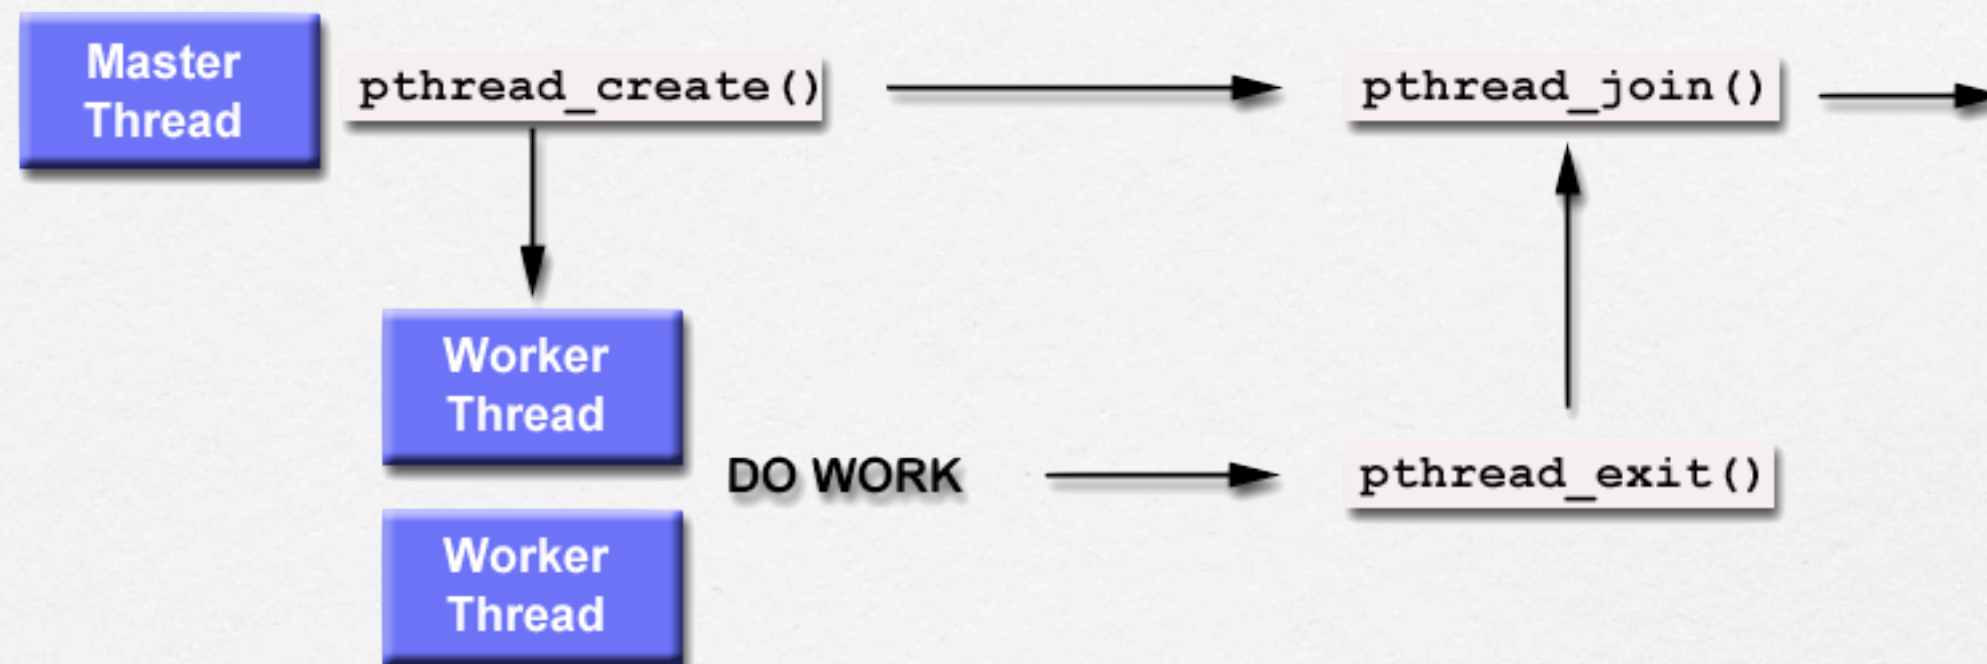 Master
Thread
pthread_create()
pthread_join()
Worker
Thread
DO WORK
pthread_exit()
Worker
Thread